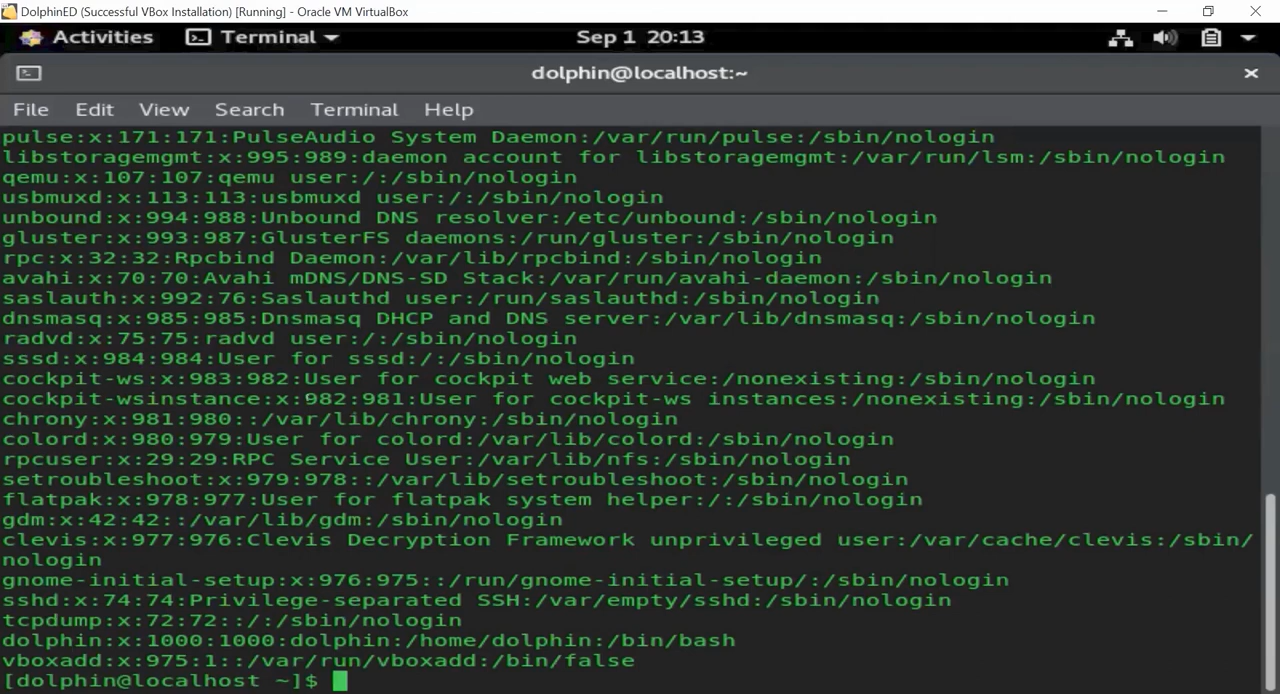 DolphinED (Successful VBox Installation) [Running] - Oracle VM VirtualBox
Activities Terminal Sep 1 20:13
dolphin@localhost:~
File Edit View Search Terminal Help
pulse:x:171:171:PulseAudio System Daemon:/var/run/pulse:/sbin/nologin
libstoragemgmt:x:995:989:daemon account for libstoragemgmt:/var/run/lsm:/sbin/nologin
qemu:x:107:107:qemu user:/:/sbin/nologin
usbmuxd:x:113:113:usbmuxd user:/:/sbin/nologin
unbound:x:994:988:Unbound DNS resolver:/etc/unbound:/sbin/nologin
gluster:x:993:987:GlusterFS daemons:/run/gluster:/sbin/nologin
rpc:x:32:32:Rpcbind Daemon:/var/lib/rpcbind:/sbin/nologin
avahi:x:70:70:Avahi mDNS/DNS-SD Stack:/var/run/avahi-daemon:/sbin/nologin
saslauth:x:992:76:Saslauthd user:/run/saslauthd:/sbin/nologin
dnsmasq:x:985:985:Dnsmasq DHCP and DNS server:/var/lib/dnsmasq:/sbin/nologin
radvd:x:75:75:radvd user:/:/sbin/nologin
sssd:x:984:984:User for sssd:/:/sbin/nologin
cockpit-ws:x:983:982:User for cockpit web service:/nonexisting:/sbin/nologin
cockpit-wsinstance:x:982:981:User for cockpit-ws instances:/nonexisting:/sbin/nologin
chrony:x:981:980::/var/lib/chrony:/sbin/nologin
colord:x:980:979:User for colord:/var/lib/colord:/sbin/nologin
rpcuser:x:29:29:RPC Service User:/var/lib/nfs:/sbin/nologin
setroubleshoot:x:979:978::/var/lib/setroubleshoot:/sbin/nologin
flatpak:x:978:977:User for flatpak system helper:/:/sbin/nologin
gdm:x:42:42::/var/lib/gdm:/sbin/nologin
clevis:x:977:976:Clevis Decryption Framework unprivileged user:/var/cache/clevis:/sbin/
nologin
gnome-initial-setup:x:976:975::/run/gnome-initial-setup/:/sbin/nologin
sshd:x:74:74:Privilege-separated SSH:/var/empty/sshd:/sbin/nologin
tcpdump:x:72:72::/:/sbin/nologin
dolphin:x:1000:1000:dolphin:/home/dolphin:/bin/bash
vboxadd:x:975:1::/var/run/vboxadd:/bin/false
[dolphin@localhost ~]$